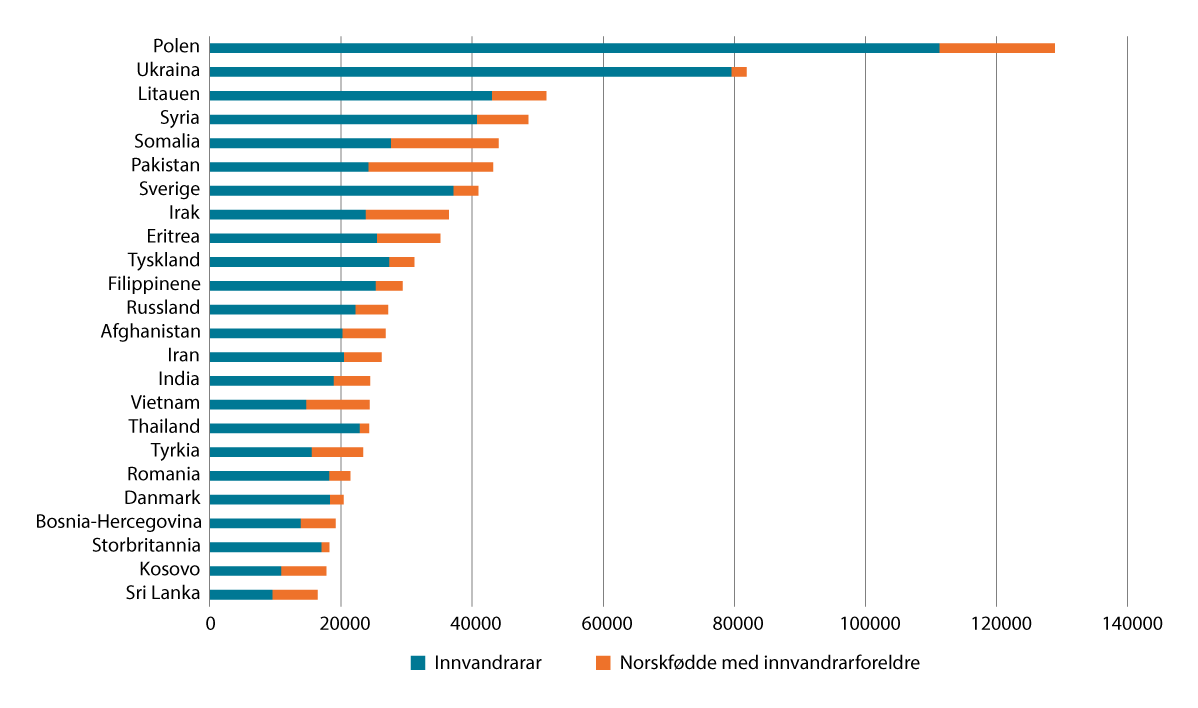 Polen
Ukraina
Litauen
Syria
Somalia
Pakistan
Sverige
Irak
Eritrea
Tyskland
Filippinene
Russland
Afghanistan
Iran
India
Vietnam
Thailand
Tyrkia
Romania
Danmark
Bosnia-Hercegovina
Storbritannia
Kosovo
Sri Lanka
0 20000 40000 60000 80000 100000 120000 140000
Innvandrarar Norskfødde med innvandrarforeldre